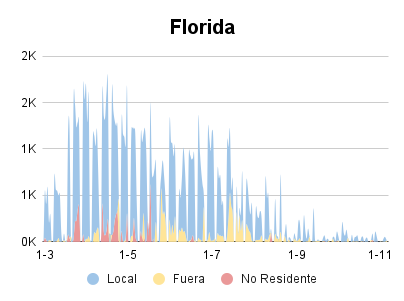 Florida
2K
2K
1K
1K
0K
1-3 1-5 1-7 1-9 1-11
Local Fuera No Residente